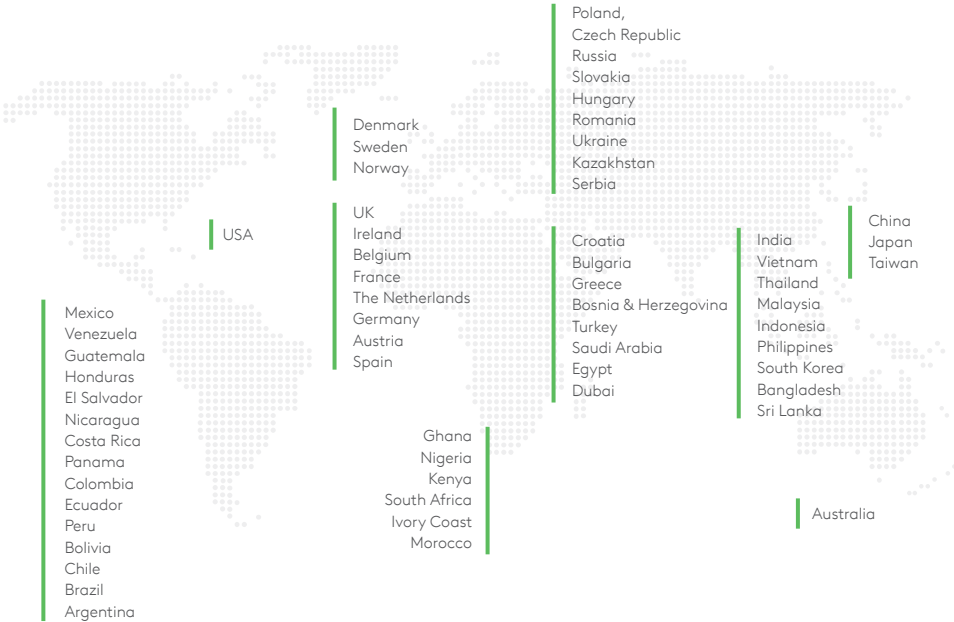 Poland,
Czech Republic
Russia
Slovakia
Hungary
Romania
Ukraine
Kazakhstan
Serbia
Denmark
Sweden
Norway
USA
UK
Ireland
Belgium
France
The Netherlands
Germany
Austria
Spain
Croatia
Bulgaria
Greece
Bosnia & Herzegovina
Turkey
Saudi Arabia
Egypt
Dubai
India
Vietnam
Thailand
Malaysia
Indonesia
Philippines
South Korea
Bangladesh
Sri Lanka
China
Japan
Taiwan
Mexico
Venezuela
Guatemala
Honduras
El Salvador
Nicaragua
Costa Rica
Panama
Colombia
Ecuador
Peru
Bolivia
Chile
Brazil
Argentina
Ghana
Nigeria
Kenya
South Africa
Ivory Coast
Morocco
Australia